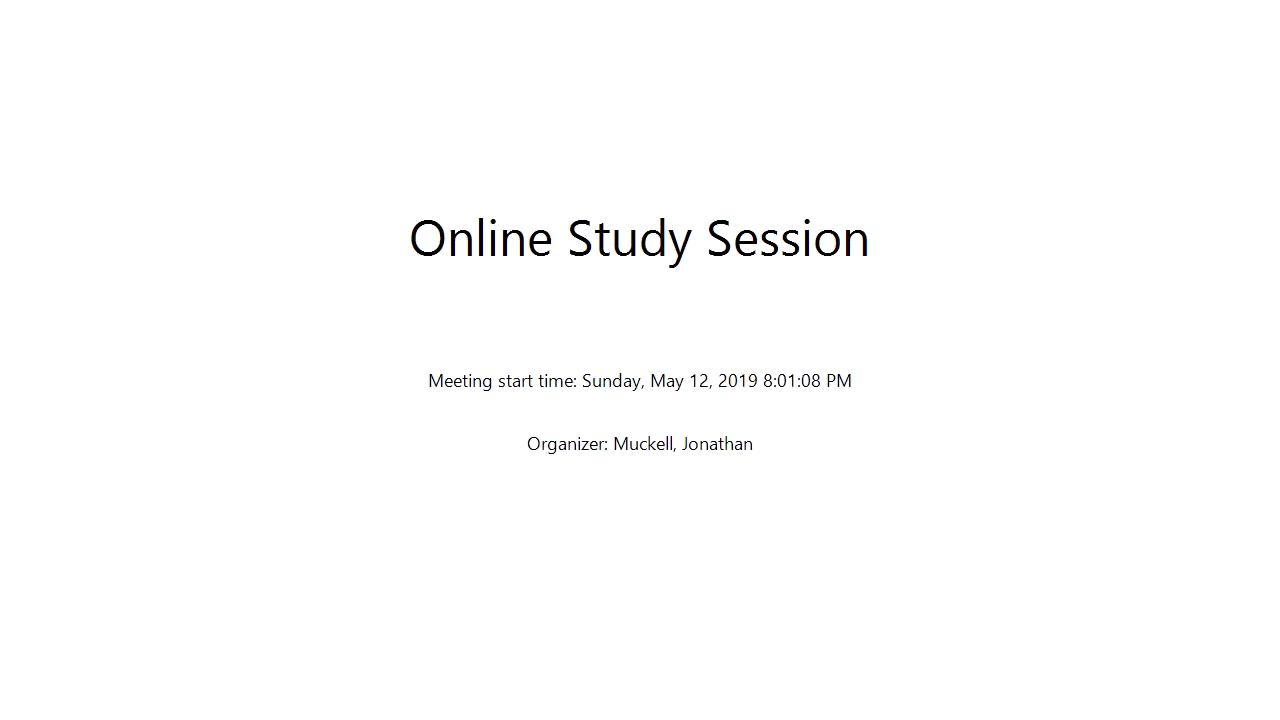 Online Study Session
Meeting start time: Sunday, May 12, 2019 8:01:08 PM
Organizer: Muckell, Jonathan